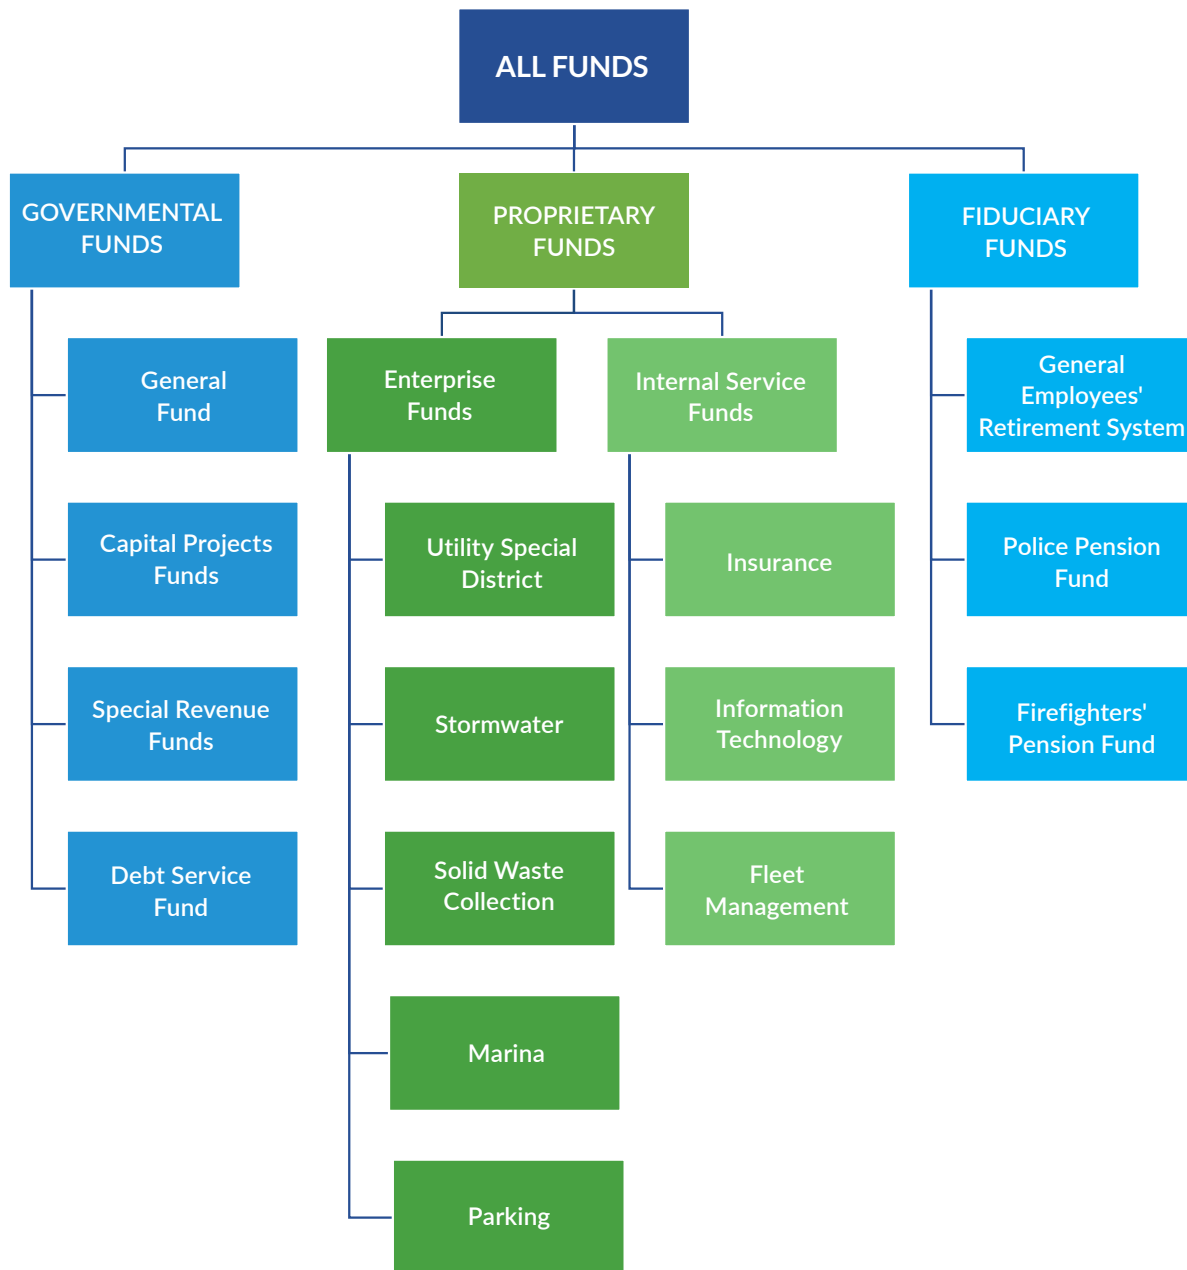 ALL FUNDS
GOVERNMENTAL
FUNDS
PROPRIETARY
FUNDS
FIDUCIARY
FUNDS
General
Fund
Enterprise
Funds
Internal Service
Funds
General
Employees'
Retirement System
Capital Projects
Funds
Utility Special
District
Insurance
Police Pension
Fund
Special Revenue
Funds
Stormwater
Information
Technology
Firefighters'
Pension Fund
Debt Service
Fund
Solid Waste
Collection
Fleet
Management
Marina
Parking